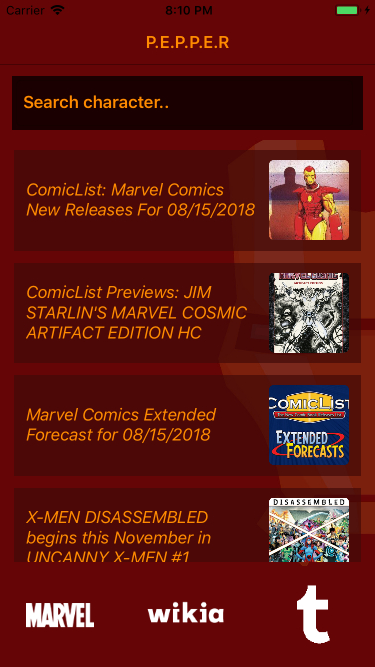 Carrier 8:10 PM
P.E.P.P.E.R
Search character..
ComicList: Marvel Comics
New Releases For 08/15/2018
ComicList Previews: JIM
STARLIN'S MARVEL COSMIC
ARTIFACT EDITION HC
COMICLIST
EXTENDED
FORECASTS
Marvel Comics Extended
Forecast for 08/15/2018
DISASSEMBLED
X-MEN DISASSEMBLED
begins this November in
UNCANNY X-MEN #1
MARVEL wikia t